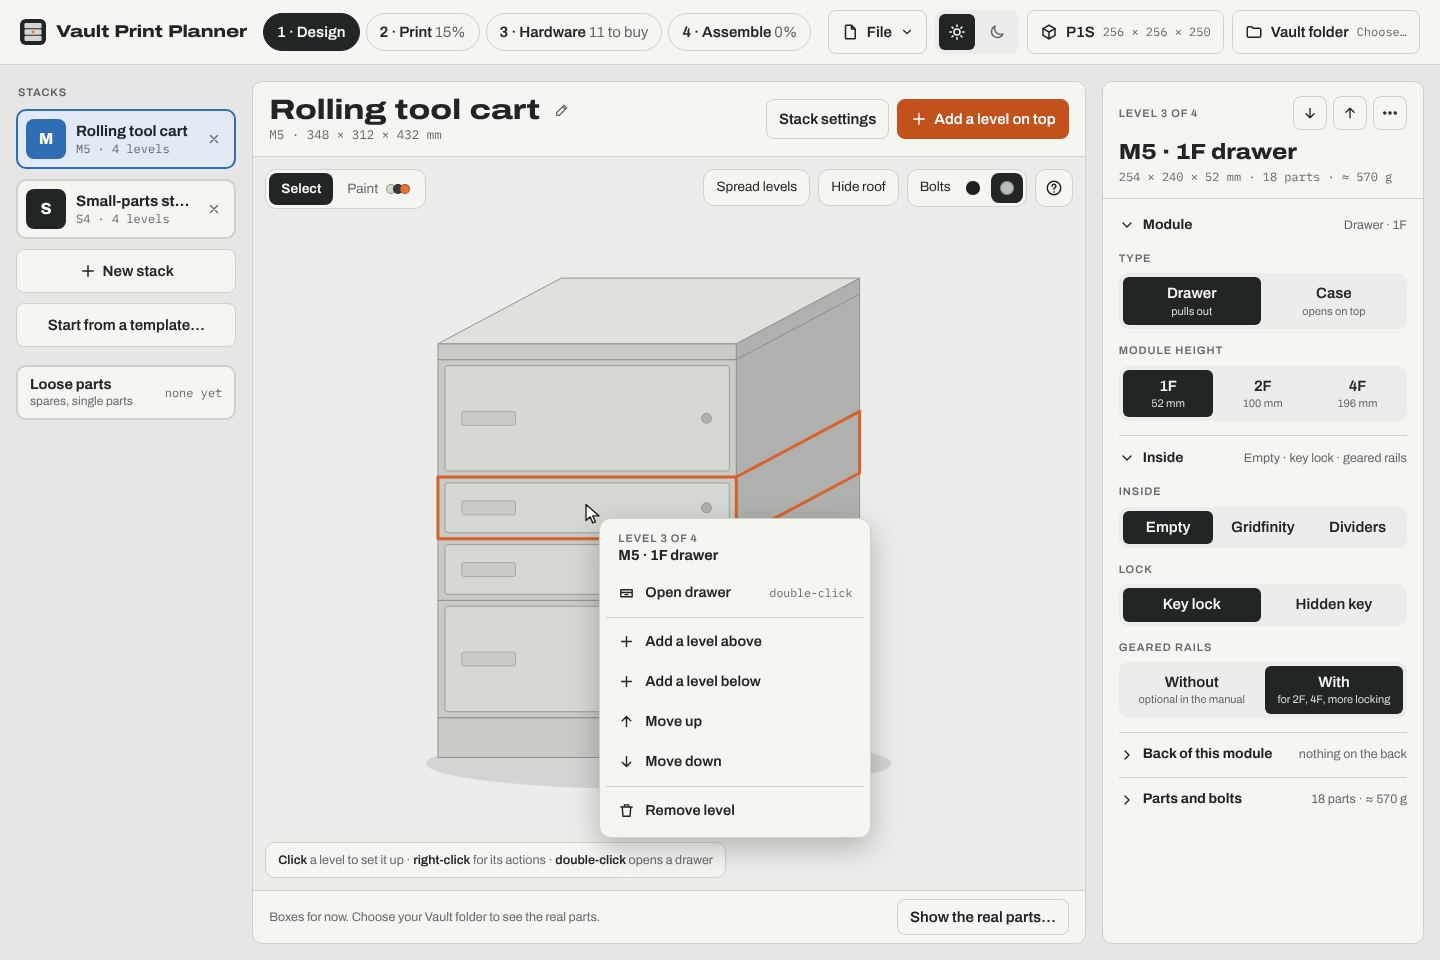 Vault Print Planner
1 · Design
2 · Print 15%
3 · Hardware 11 to buy
4 · Assemble 0%
File
P1S 256 × 256 × 250
Vault folder Choose…
STACKS
M
Rolling tool cart
M5 · 4 levels
S
Small-parts st…
S4 · 4 levels
New stack
Start from a template…
Loose parts
spares, single parts
none yet
Rolling tool cart
M5 · 348 × 312 × 432 mm
Stack settings
Add a level on top
Select
Paint
Spread levels
Hide roof
Bolts
LEVEL 3 OF 4
M5 · 1F drawer
Open drawer double-click
Add a level above
Add a level below
Move up
Move down
Remove level
Click a level to set it up · right-click for its actions · double-click opens a drawer
Boxes for now. Choose your Vault folder to see the real parts.
Show the real parts…
LEVEL 3 OF 4
M5 · 1F drawer
254 × 240 × 52 mm · 18 parts · ≈ 570 g
Module
Drawer · 1F
TYPE
Drawer
pulls out
Case
opens on top
MODULE HEIGHT
1F
52 mm
2F
100 mm
4F
196 mm
Inside
Empty · key lock · geared rails
INSIDE
Empty
Gridfinity
Dividers
LOCK
Key lock
Hidden key
GEARED RAILS
Without
optional in the manual
With
for 2F, 4F, more locking
Back of this module
nothing on the back
Parts and bolts
18 parts · ≈ 570 g